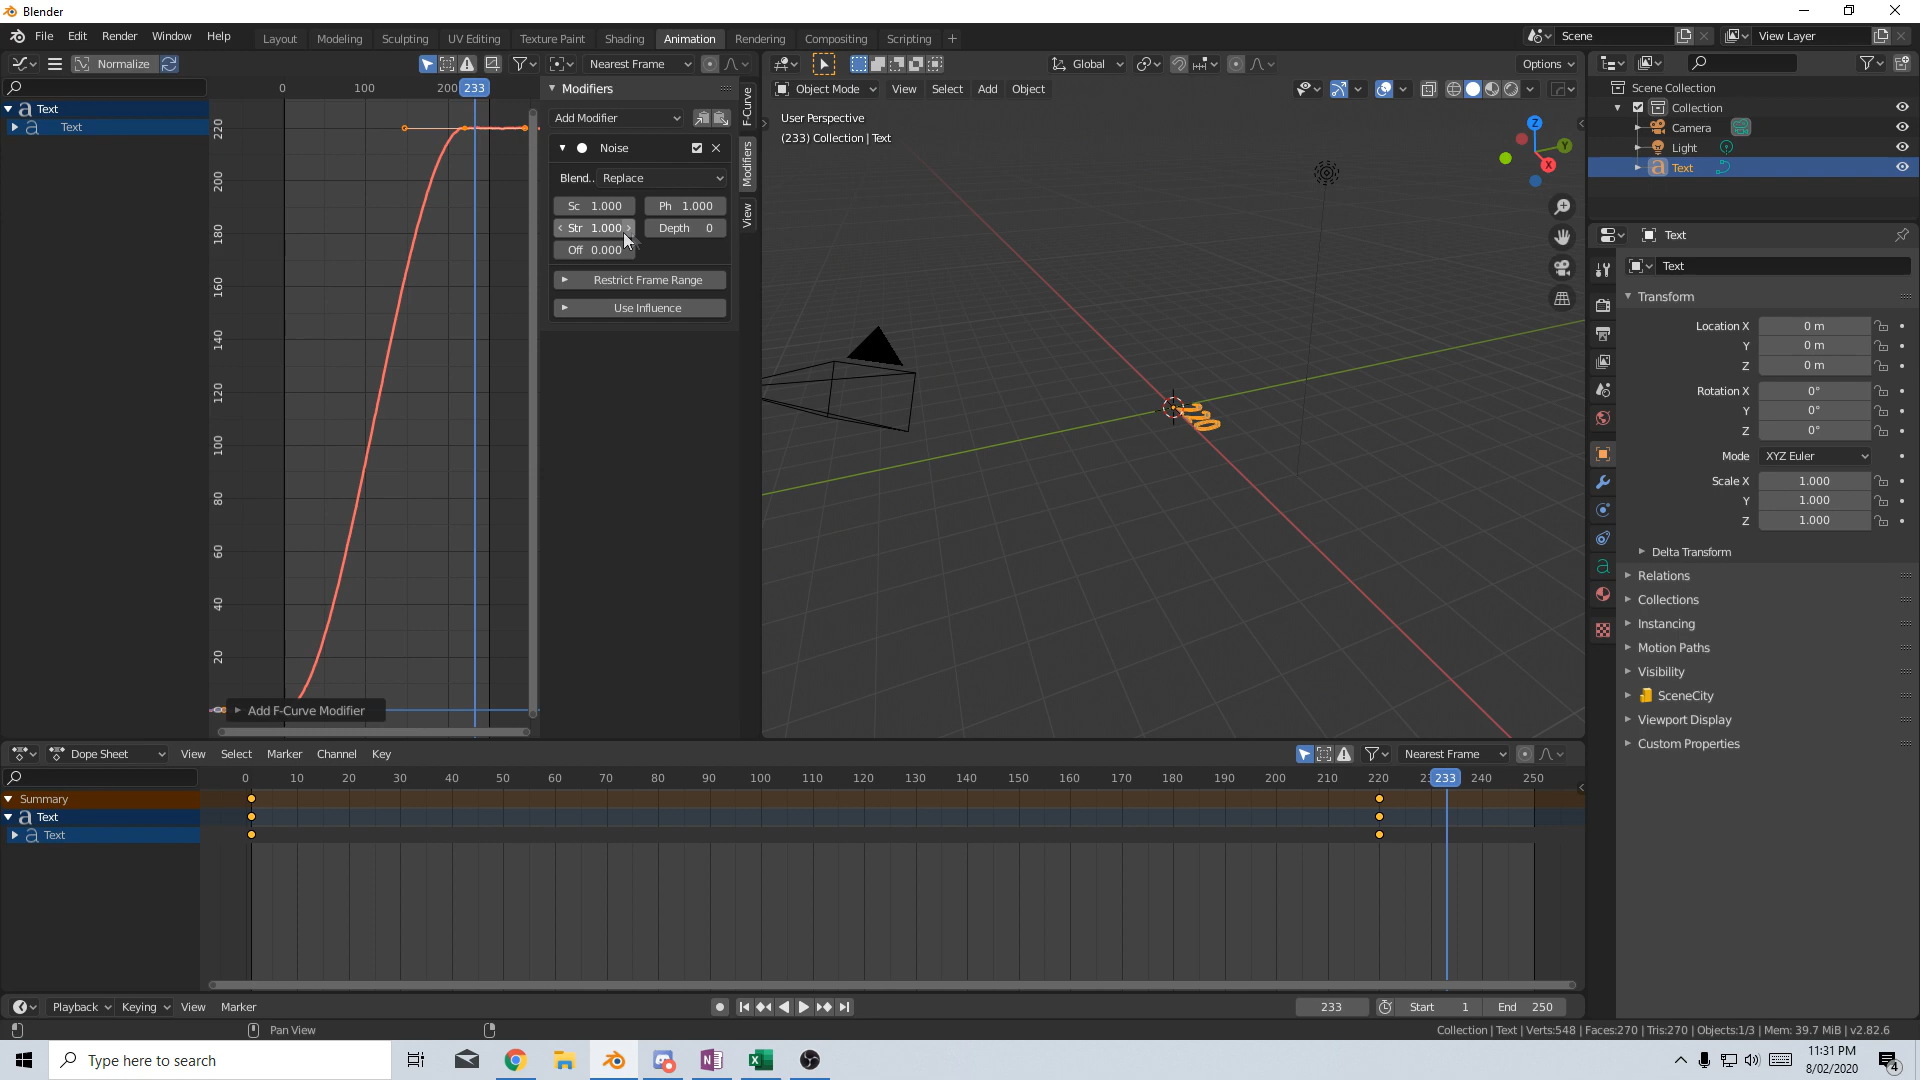 Blender
File Edit Render Window Help Layout Modeling Sculpting UV Editing Texture Paint Shading Animation Rendering Compositing Scripting + Scene View Layer
Normalize Nearest Frame Global Options
0 100 200 233 Modifiers Object Mode View Select Add Object Scene Collection
Text Collection
Text Add Modifier User Perspective Camera
(233) Collection | Text
Noise Light
Text
Blend.. Replace
Sc 1.000 Ph 1.000
Str 1.000 Depth 0
Off 0.000
Restrict Frame Range
Use Influence
F-Curve
Modifiers
View
220
200
180
160
140
120
100
80
60
40
20
Add F-Curve Modifier
X
Y
Z
220
Text
Text
Transform
Location X 0 m
Y 0 m
Z 0 m
Rotation X 0°
Y 0°
Z 0°
Mode XYZ Euler
Scale X 1.000
Y 1.000
Z 1.000
Delta Transform
Relations
Collections
Instancing
Motion Paths
Visibility
SceneCity
Viewport Display
Custom Properties
Dope Sheet View Select Marker Channel Key Nearest Frame
0 10 20 30 40 50 60 70 80 90 100 110 120 130 140 150 160 170 180 190 200 210 220 233 240 250
Summary
Text
Text
Playback Keying View Marker 233 Start 1 End 250
Pan View Collection | Text | Verts:548 | Faces:270 | Tris:270 | Objects:1/3 | Mem: 39.7 MiB | v2.82.6
Type here to search 11:31 PM
8/02/2020
4